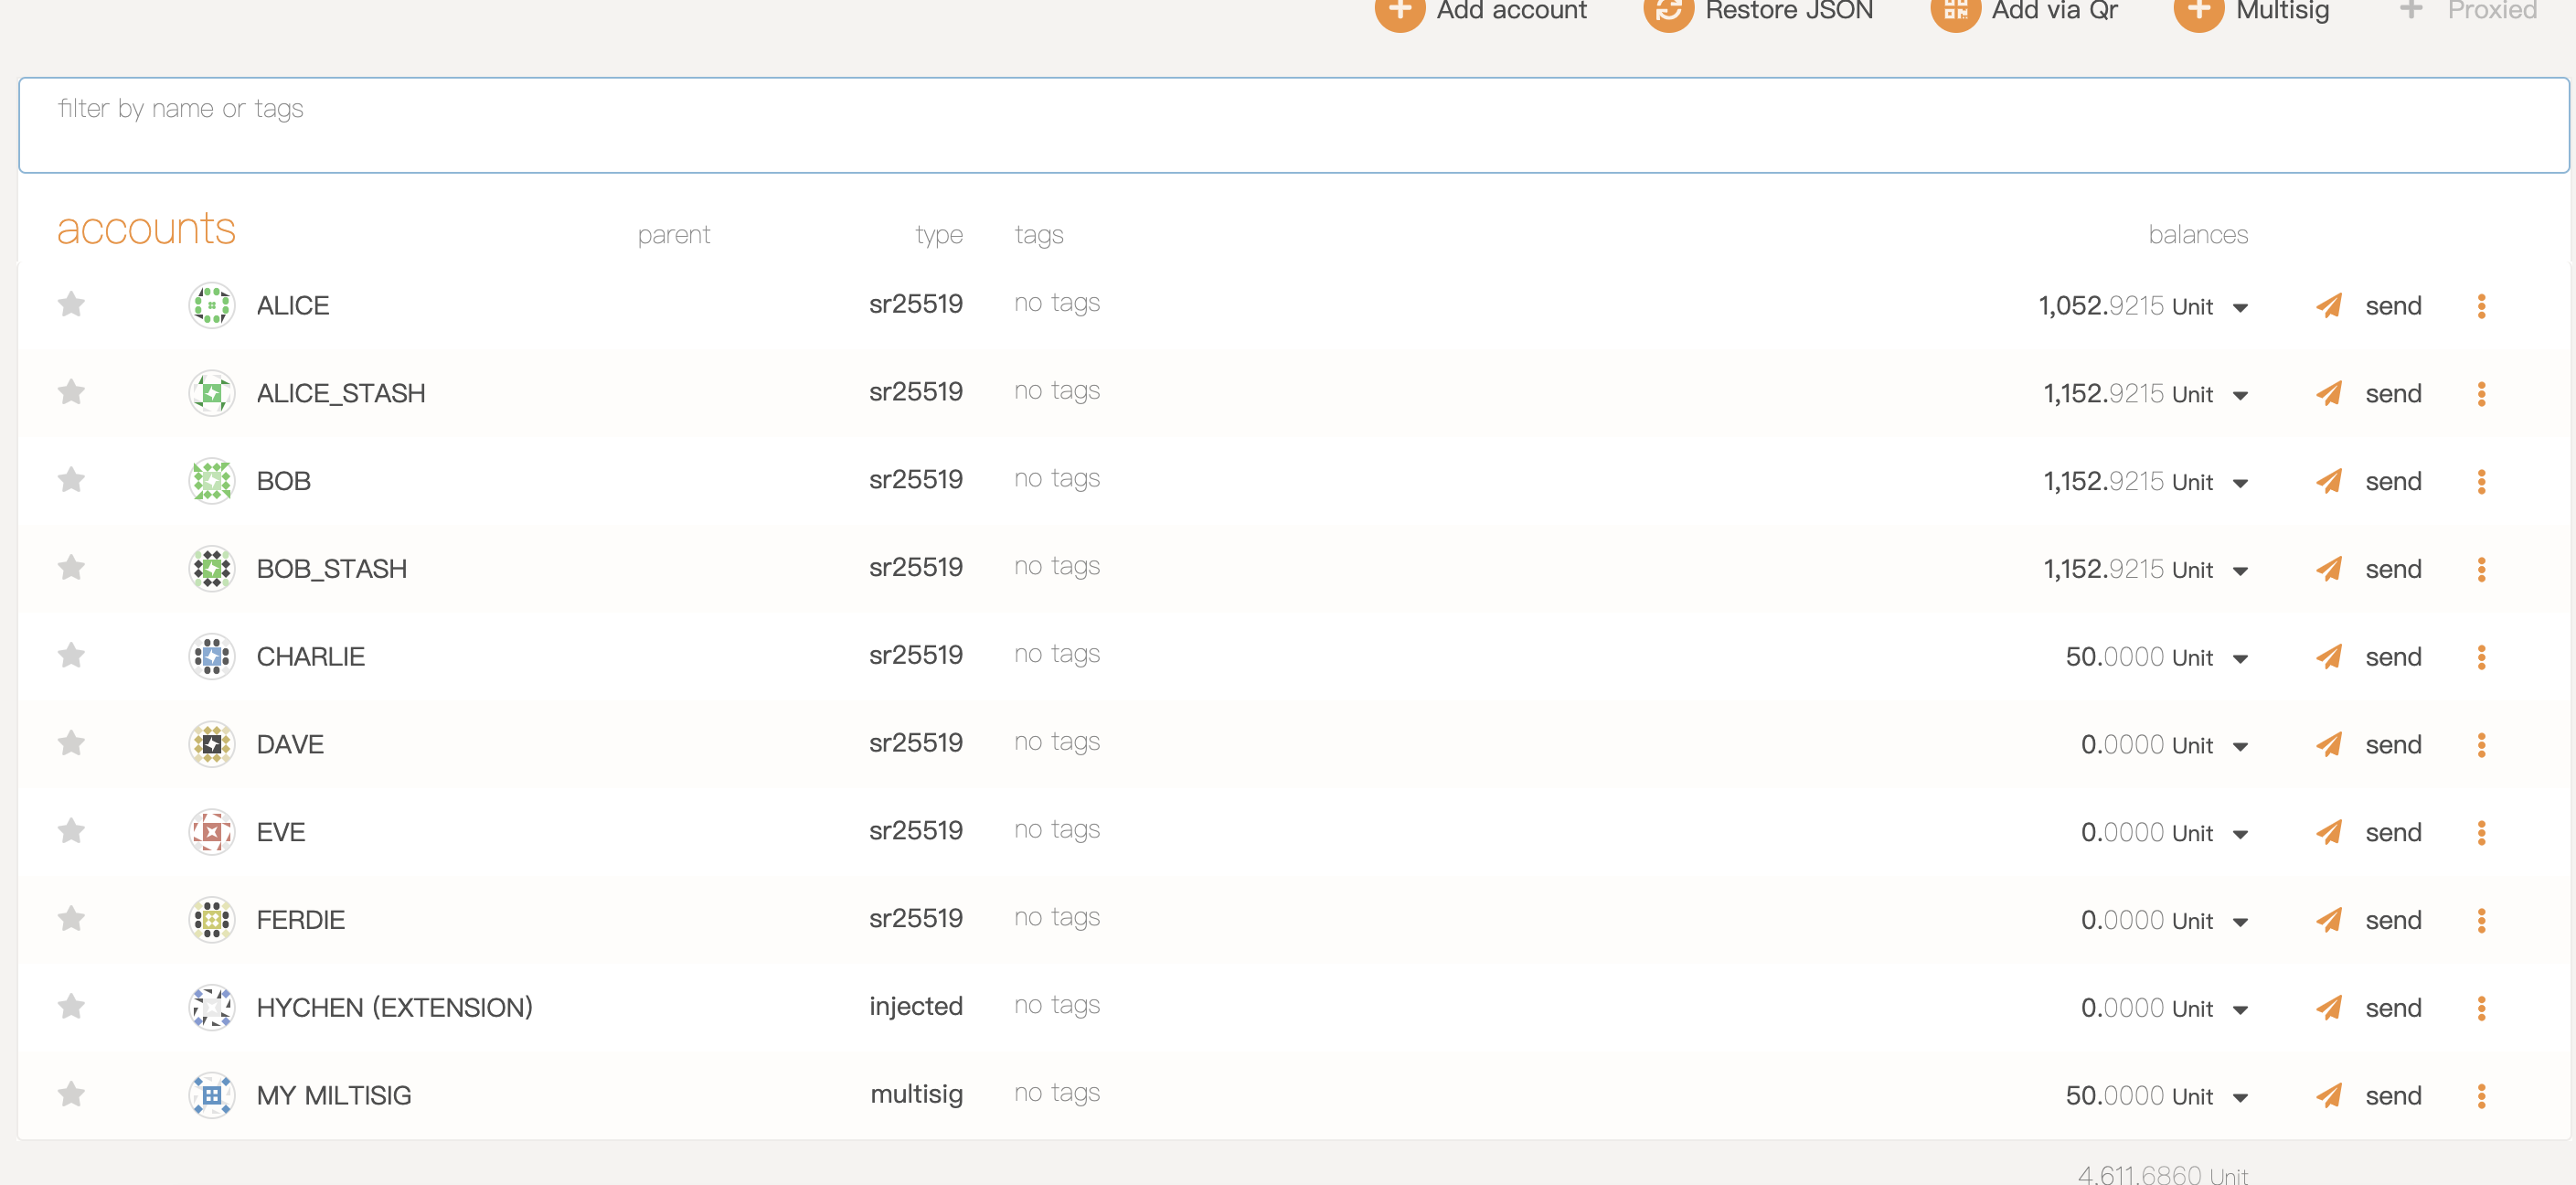 Add account Restore JSON Add via Qr Multisig Proxied
filter by name or tags
accounts parent type tags balances
ALICE sr25519 no tags 1,052.9215 Unit send
ALICE_STASH sr25519 no tags 1,152.9215 Unit send
BOB sr25519 no tags 1,152.9215 Unit send
BOB_STASH sr25519 no tags 1,152.9215 Unit send
CHARLIE sr25519 no tags 50.0000 Unit send
DAVE sr25519 no tags 0.0000 Unit send
EVE sr25519 no tags 0.0000 Unit send
FERDIE sr25519 no tags 0.0000 Unit send
HYCHEN (EXTENSION) injected no tags 0.0000 Unit send
MY MILTISIG multisig no tags 50.0000 Unit send
4,611.6860 Unit